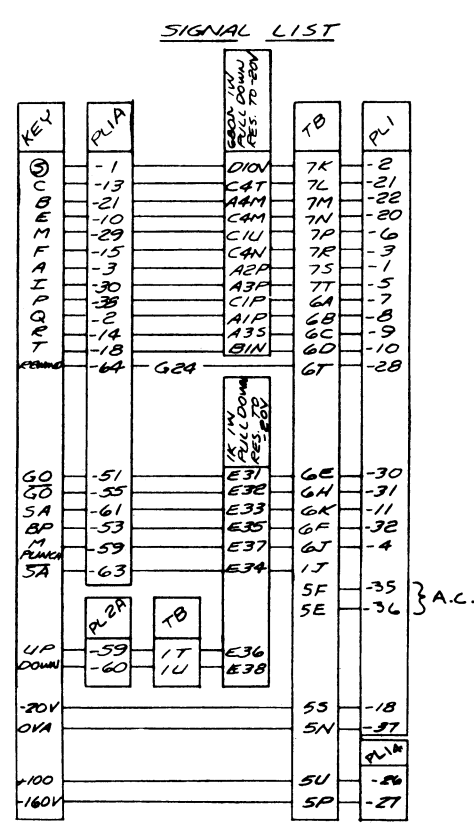 SIGNAL LIST
KEY PL1A 680Ω 1W PULL DOWN RES. TO -20V TB PL1
Ⓢ -1 D10V 7K -2
C -13 C4T 7L -21
B -21 A4M 7M -22
E -10 C4M 7N -20
M -29 C1U 7P -6
F -15 C4N 7R -3
A -3 A2P 7S -1
I -30 A3P 7T -5
P -38 C1P 6A -7
Q -2 A1P 6B -8
R -14 A3S 6C -9
T -18 B1N 6D -10
REWIND -64 G24 6T -28
1K 1W PULL DOWN RES. TO -20V
GO -51 E31 6E -30
G̅O̅ -55 E32 6H -31
SA -61 E33 6K -11
BP -53 E35 6F -32
M PUNCH -59 E37 6J -4
S̅A̅ -63 E34 1J
5F -35
5E -36
} A.C.
PL2A TB
UP -59 1T E36
DOWN -60 1U E38
-20V 5S -18
0VA 5N -37
PL1A
+100 5U -26
-160V 5P -27